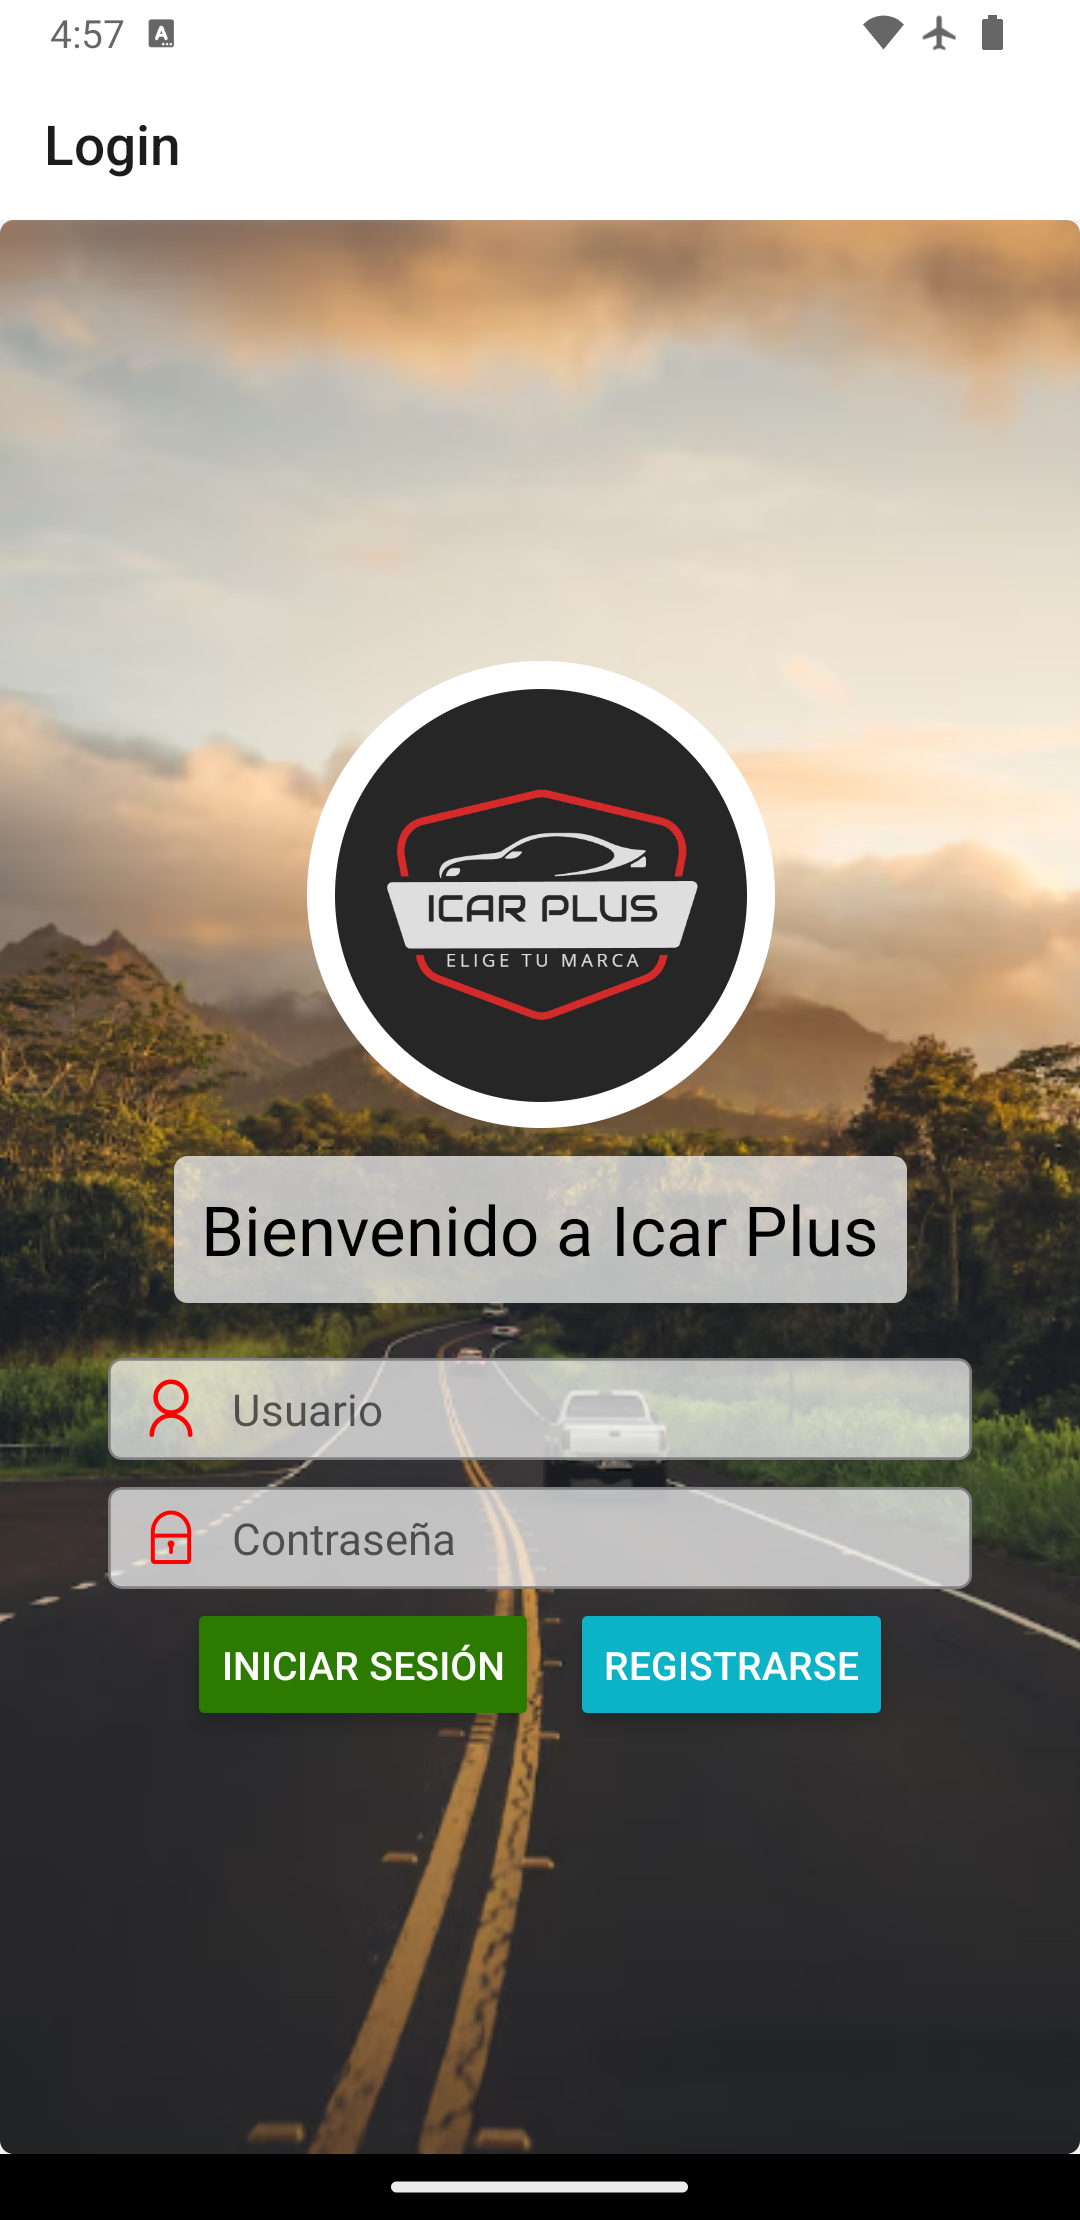 4:57
Login
ICAR PLUS
ELIGE TU MARCA
Bienvenido a Icar Plus
Usuario
Contraseña
INICIAR SESIÓN
REGISTRARSE